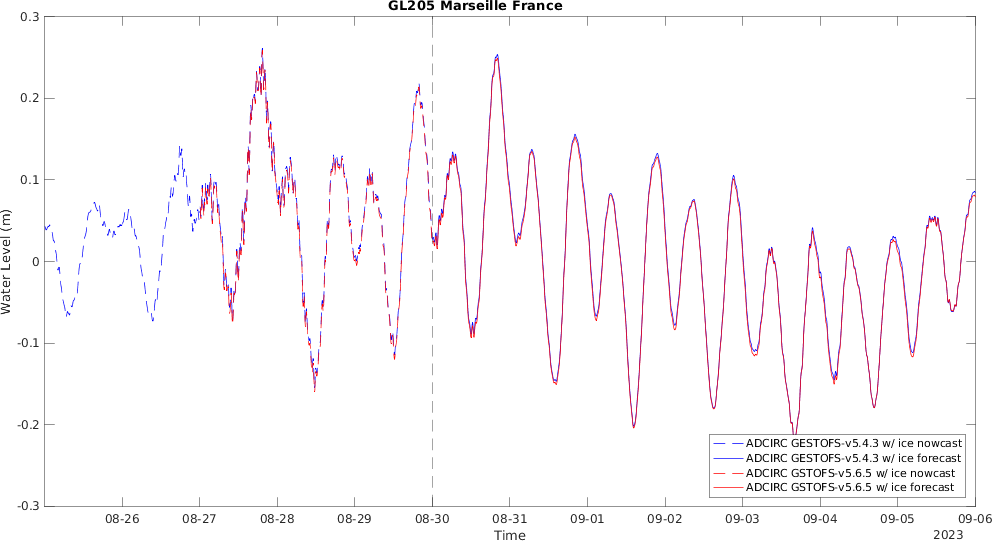 GL205 Marseille France
0.3
0.2
0.1
0
-0.1
-0.2
-0.3
Water Level (m)
ADCIRC GESTOFS-v5.4.3 w/ ice nowcast
ADCIRC GESTOFS-v5.4.3 w/ ice forecast
ADCIRC GSTOFS-v5.6.5 w/ ice nowcast
ADCIRC GSTOFS-v5.6.5 w/ ice forecast
08-26 08-27 08-28 08-29 08-30 08-31 09-01 09-02 09-03 09-04 09-05 09-06
Time
2023